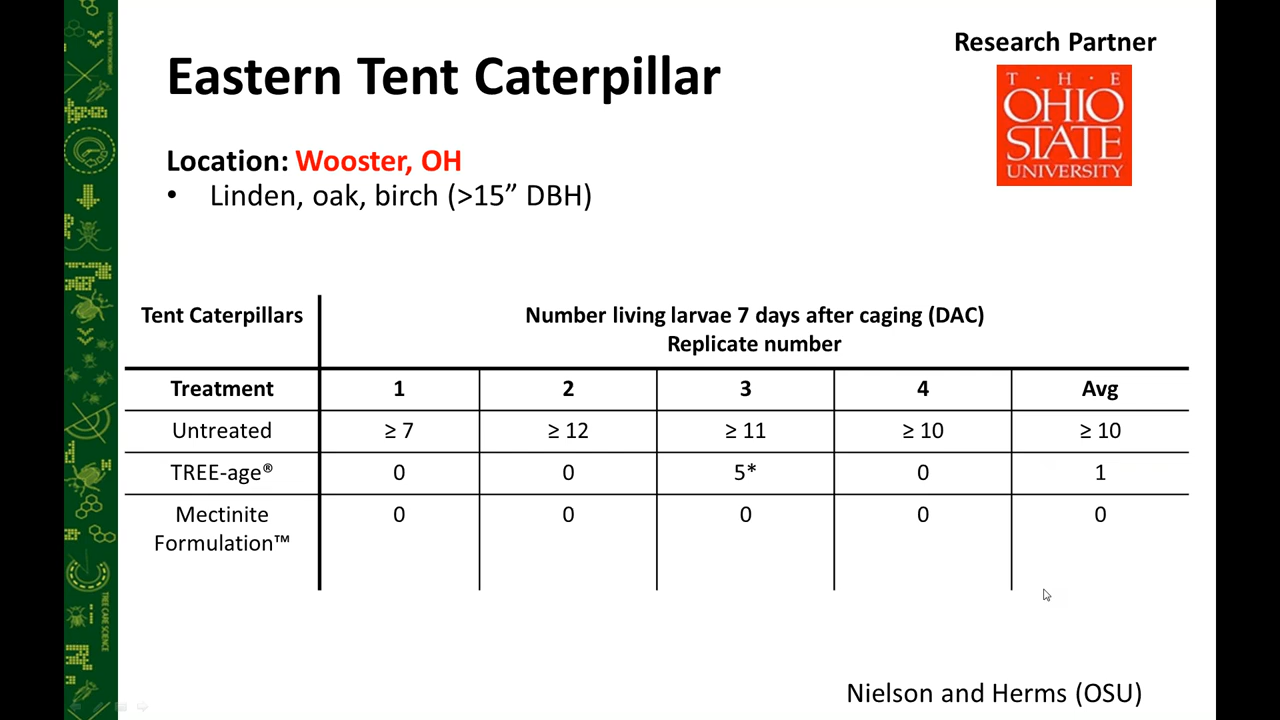 Research Partner
Eastern Tent Caterpillar
T · H · E
OHIO
STATE
UNIVERSITY
Location: Wooster, OH
• Linden, oak, birch (>15” DBH)
Tent Caterpillars
Number living larvae 7 days after caging (DAC)
Replicate number
Treatment 1 2 3 4 Avg
Untreated ≥ 7 ≥ 12 ≥ 11 ≥ 10 ≥ 10
TREE-age® 0 0 5* 0 1
Mectinite 0 0 0 0 0
Formulation™
TREE CARE SCIENCE
Nielson and Herms (OSU)